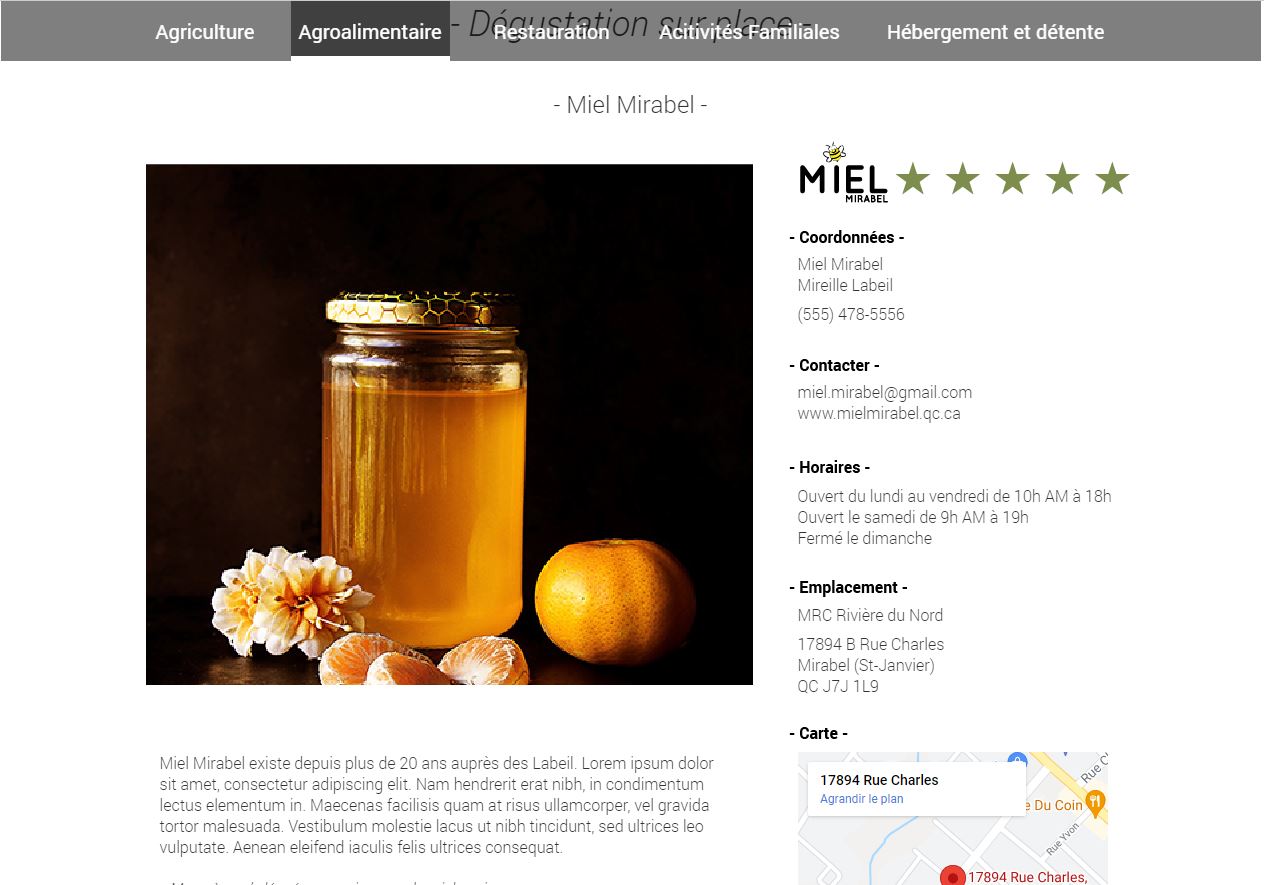 - Dégustation sur place -
Agriculture
Agroalimentaire
Restauration
Acitivités Familiales
Hébergement et détente
- Miel Mirabel -
MIEL
MIRABEL
- Coordonnées -
Miel Mirabel
Mireille Labeil
(555) 478-5556
- Contacter -
miel.mirabel@gmail.com
www.mielmirabel.qc.ca
- Horaires -
Ouvert du lundi au vendredi de 10h AM à 18h
Ouvert le samedi de 9h AM à 19h
Fermé le dimanche
- Emplacement -
MRC Rivière du Nord
17894 B Rue Charles
Mirabel (St-Janvier)
QC J7J 1L9
- Carte -
17894 Rue Charles
Agrandir le plan
Rue C
e Du Coin
Rue Yvon
17894 Rue Charles,
Miel Mirabel existe depuis plus de 20 ans auprès des Labeil. Lorem ipsum dolor
sit amet, consectetur adipiscing elit. Nam hendrerit erat nibh, in condimentum
lectus elementum in. Maecenas facilisis quam at risus ullamcorper, vel gravida
tortor malesuada. Vestibulum molestie lacus ut nibh tincidunt, sed ultrices leo
vulputate. Aenean eleifend iaculis felis ultrices consequat.